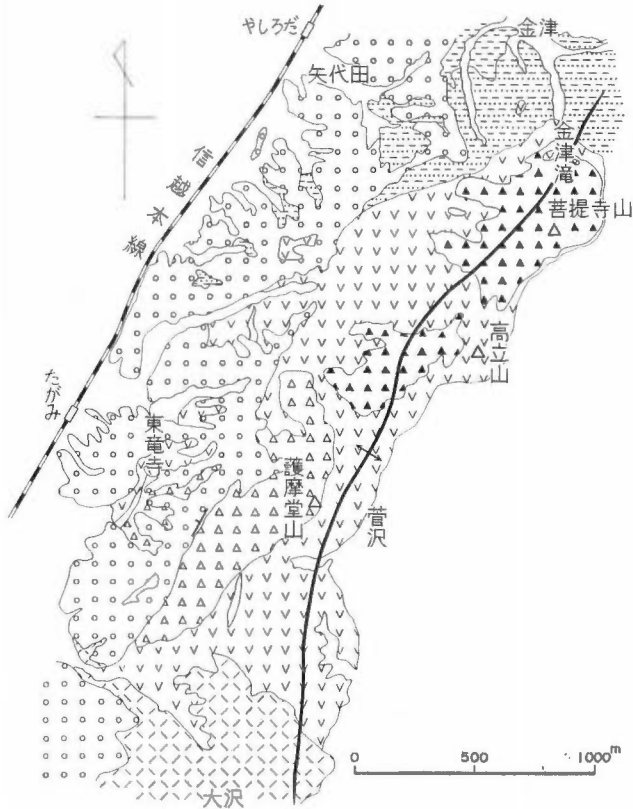 やしろだ
金津
矢代田
金津滝
信越本線
菩提寺山
高立山
たがみ
東竜寺
護摩堂山
菅沢
0 500 1000m
大沢